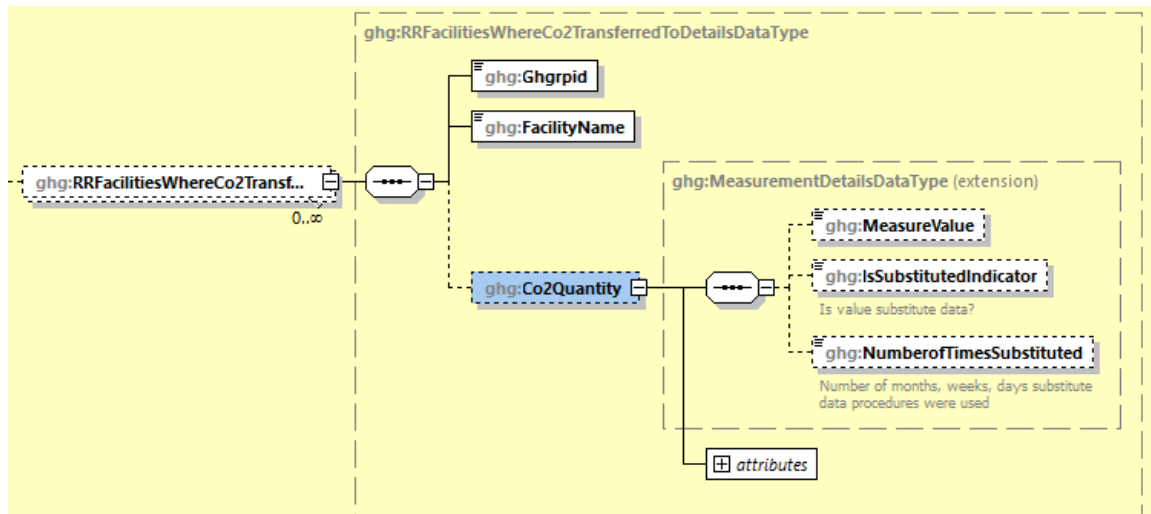 ghg:RRFacilitiesWhereCo2TransferredToDetailsDataType
ghg:Ghgrpid
ghg:FacilityName
ghg:RRFacilitiesWhereCo2Transf...
0..∞
ghg:MeasurementDetailsDataType (extension)
ghg:MeasureValue
ghg:IsSubstitutedIndicator
Is value substitute data?
ghg:Co2Quantity
ghg:NumberofTimesSubstituted
Number of months, weeks, days substitute
data procedures were used
attributes